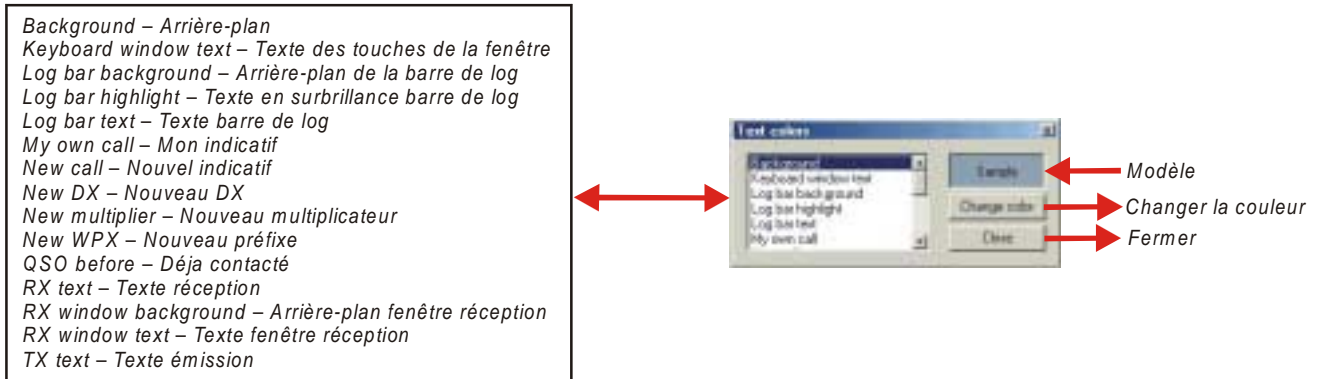 Background – Arrière-plan
Keyboard window text – Texte des touches de la fenêtre
Log bar background – Arrière-plan de la barre de log
Log bar highlight – Texte en surbrillance barre de log
Log bar text – Texte barre de log
My own call – Mon indicatif
New call – Nouvel indicatif
New DX – Nouveau DX
New multiplier – Nouveau multiplicateur
New WPX – Nouveau préfixe
QSO before – Déja contacté
RX text – Texte réception
RX window background – Arrière-plan fenêtre réception
RX window text – Texte fenêtre réception
TX text – Texte émission
Text colors
Background
Keyboard window text
Log bar background
Log bar highlight
Log bar text
My own call
Sample
Change color
Close
Modèle
Changer la couleur
Fermer